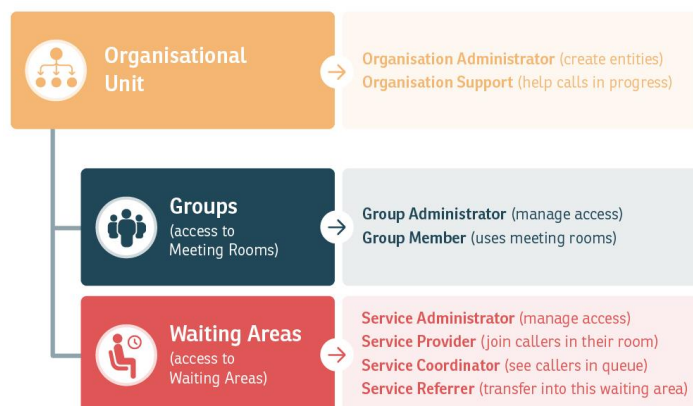 Organisational
Unit
Organisation Administrator (create entities)
Organisation Support (help calls in progress)
Groups
(access to
Meeting Rooms)
Group Administrator (manage access)
Group Member (uses meeting rooms)
Waiting Areas
(access to
Waiting Areas)
Service Administrator (manage access)
Service Provider (join callers in their room)
Service Coordinator (see callers in queue)
Service Referrer (transfer into this waiting area)